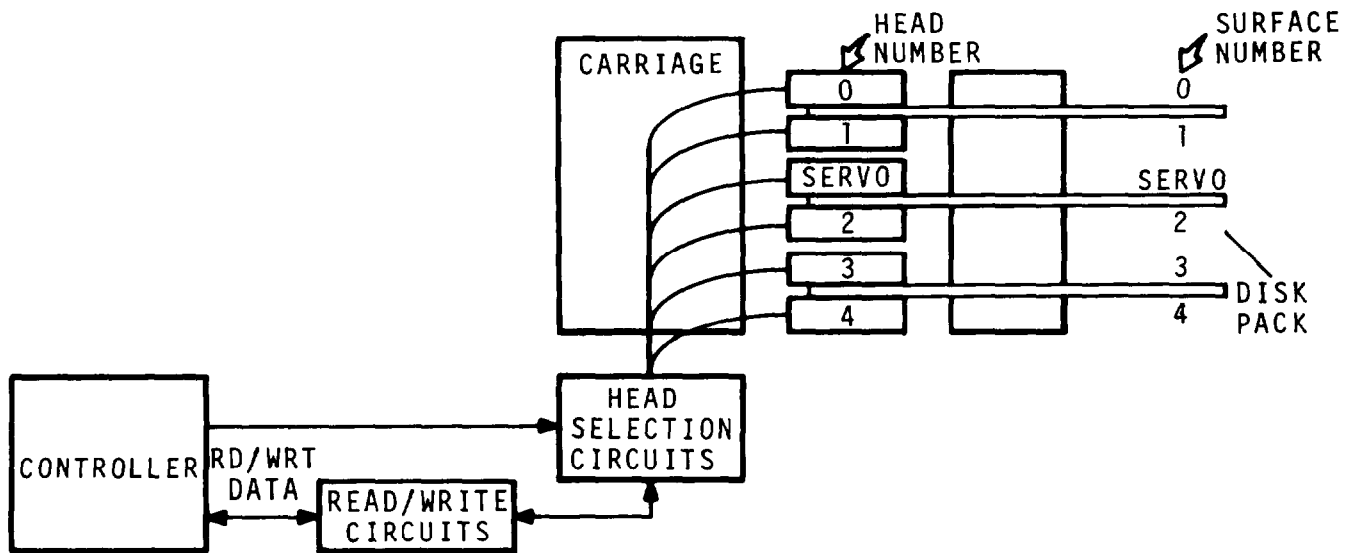 HEAD
NUMBER
SURFACE
NUMBER
CARRIAGE
0
0
1
1
SERVO
SERVO
2
2
3
3
4
4
DISK
PACK
HEAD
SELECTION
CIRCUITS
CONTROLLER
RD/WRT
DATA
READ/WRITE
CIRCUITS